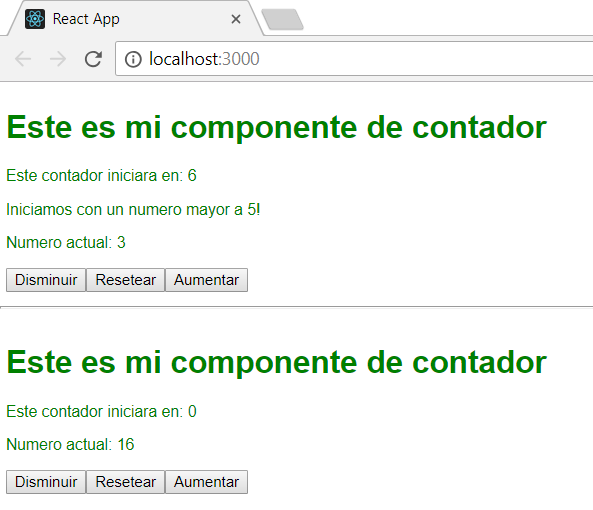 React App
localhost:3000
Este es mi componente de contador
Este contador iniciara en: 6
Iniciamos con un numero mayor a 5!
Numero actual: 3
Disminuir Resetear Aumentar
Este es mi componente de contador
Este contador iniciara en: 0
Numero actual: 16
Disminuir Resetear Aumentar